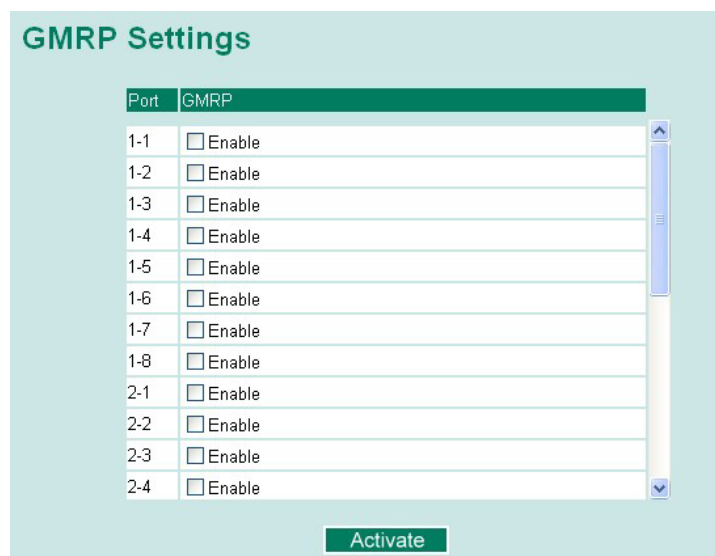 GMRP Settings
Port GMRP
1-1 Enable
1-2 Enable
1-3 Enable
1-4 Enable
1-5 Enable
1-6 Enable
1-7 Enable
1-8 Enable
2-1 Enable
2-2 Enable
2-3 Enable
2-4 Enable
Activate